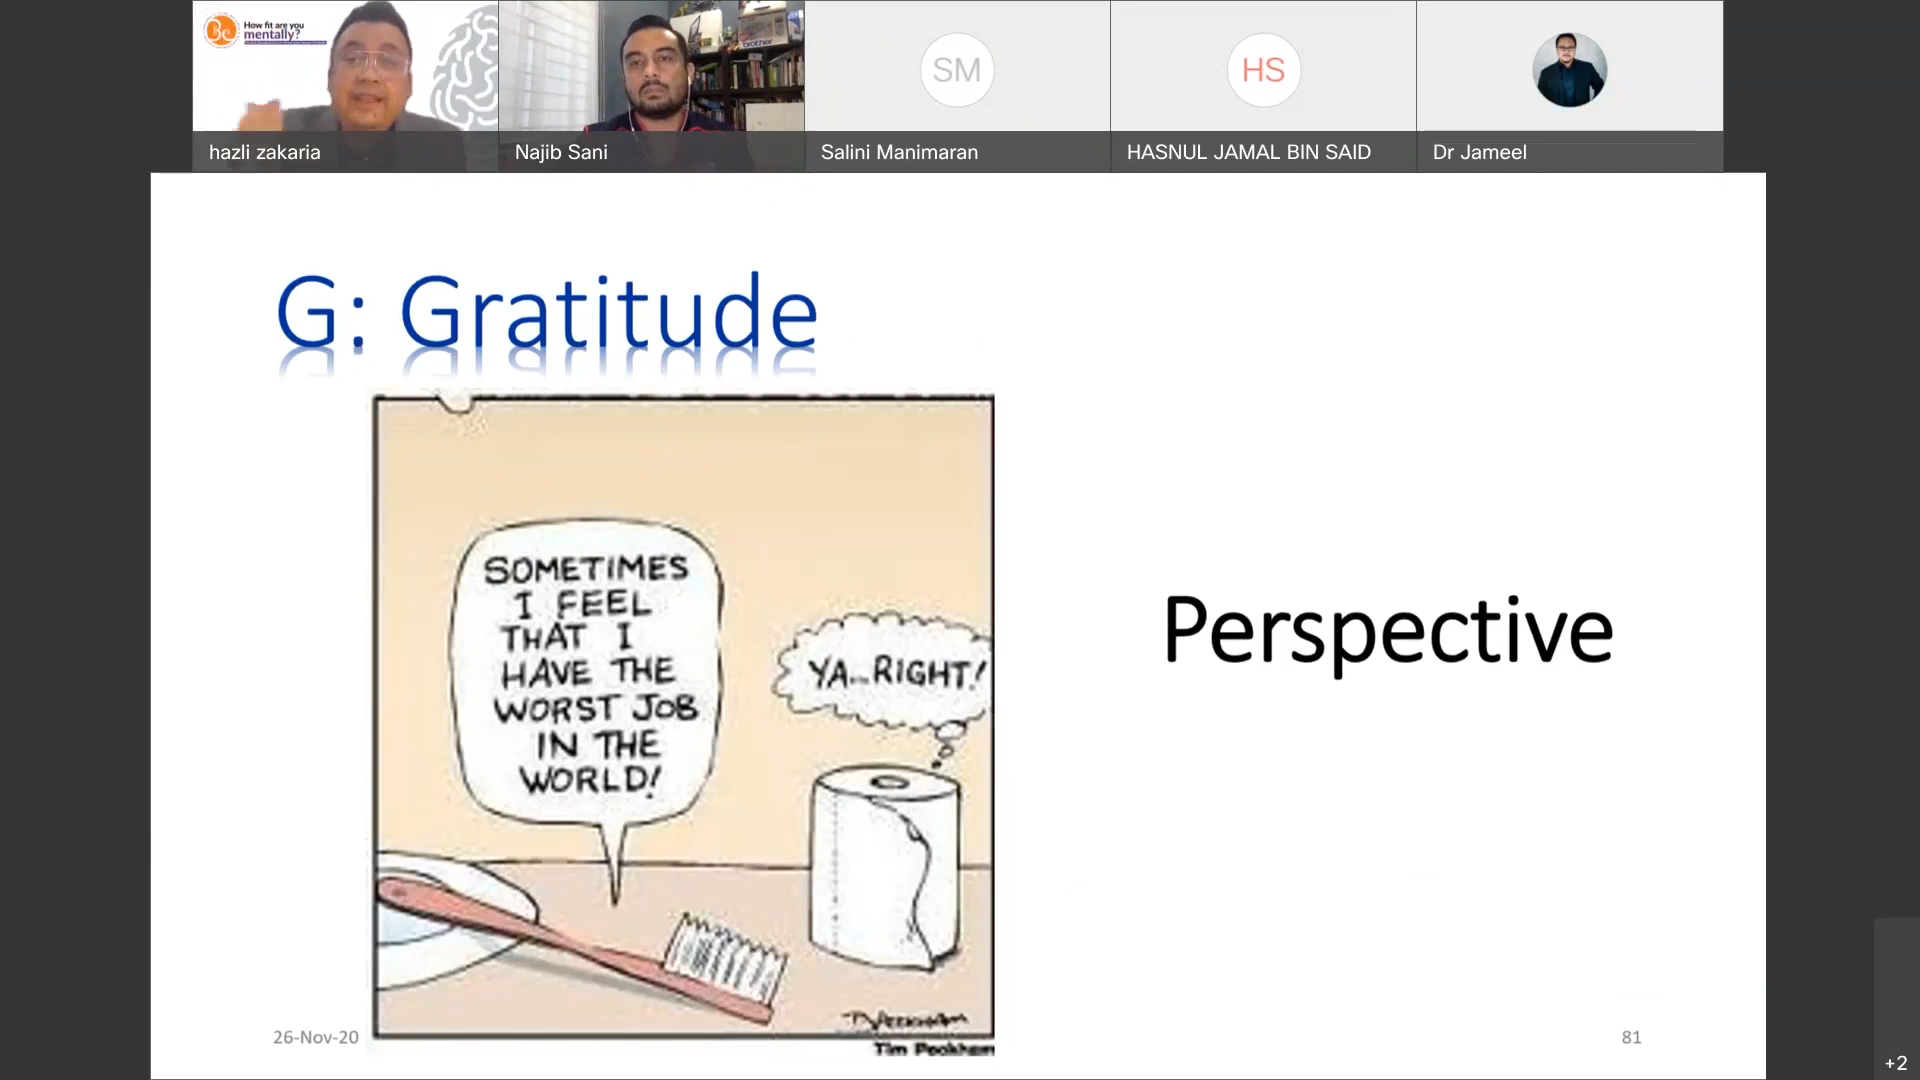 How fit are you
mentally?
brother
SM
HS
hazli zakaria
Najib Sani
Salini Manimaran
HASNUL JAMAL BIN SAID
Dr Jameel
G: Gratitude
SOMETIMES
I FEEL
THAT I
HAVE THE
WORST JOB
IN THE
WORLD!
YA...RIGHT!
Perspective
Tim Peckham
26-Nov-20
81
+2